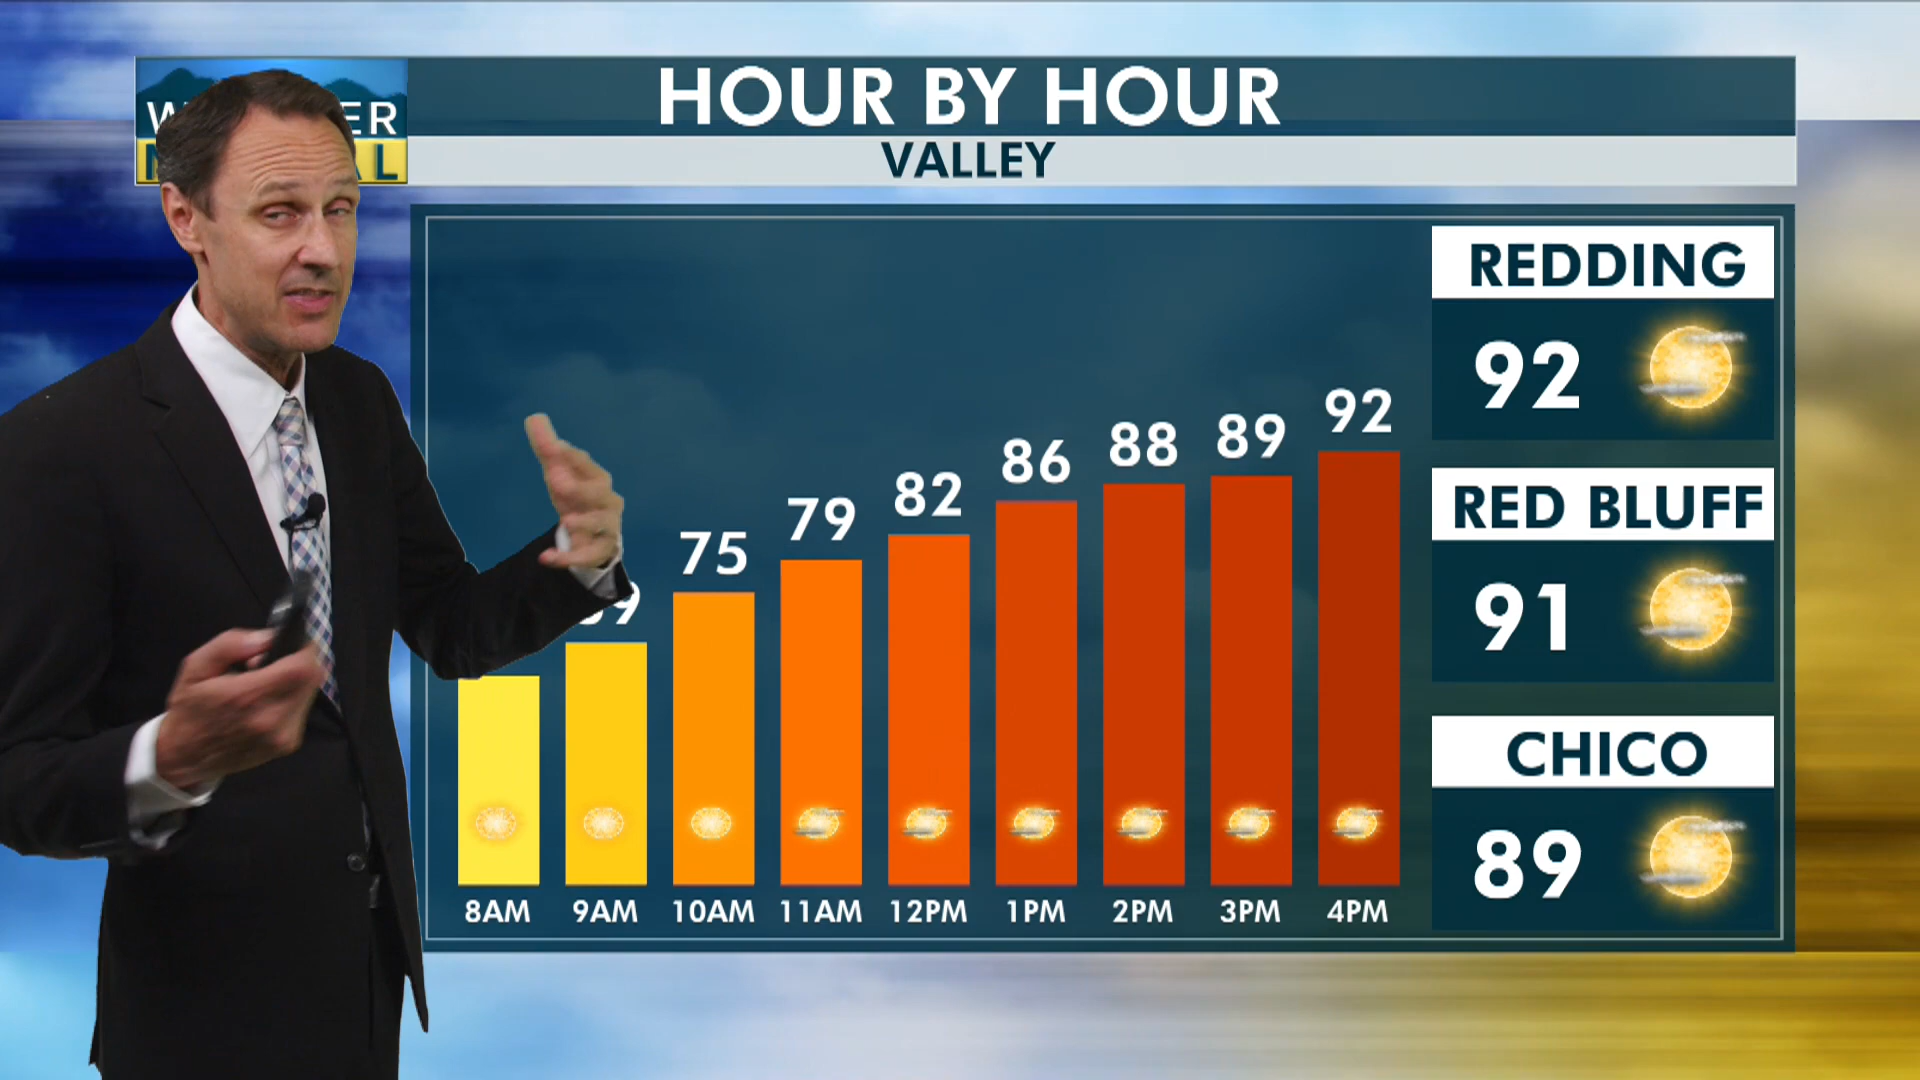 HOUR BY HOUR
VALLEY
REDDING
92
RED BLUFF
91
CHICO
89
75
79
82
86
88
89
92
8AM
9AM
10AM
11AM
12PM
1PM
2PM
3PM
4PM